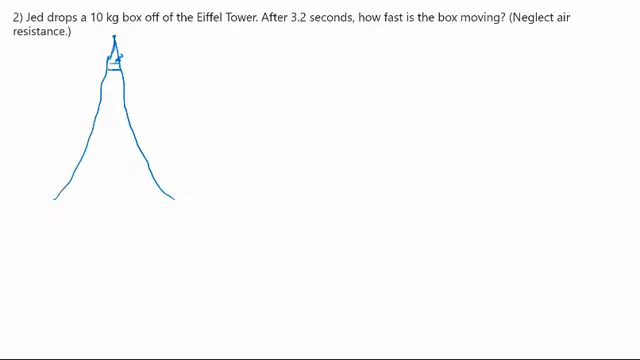 2) Jed drops a 10 kg box off of the Eiffel Tower. After 3.2 seconds, how fast is the box moving? (Neglect air
resistance.)